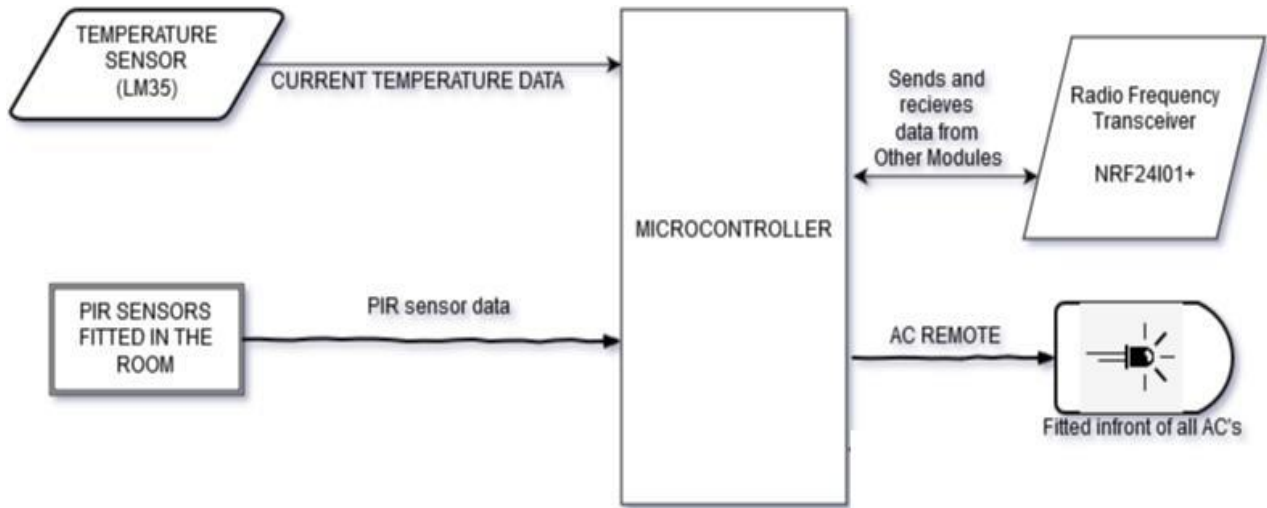 TEMPERATURE
SENSOR
(LM35)
CURRENT TEMPERATURE DATA
Sends and
recieves
data from
Other Modules
Radio Frequency
Transceiver
NRF24I01+
MICROCONTROLLER
PIR SENSORS
FITTED IN THE
ROOM
PIR sensor data
AC REMOTE
Fitted infront of all AC's